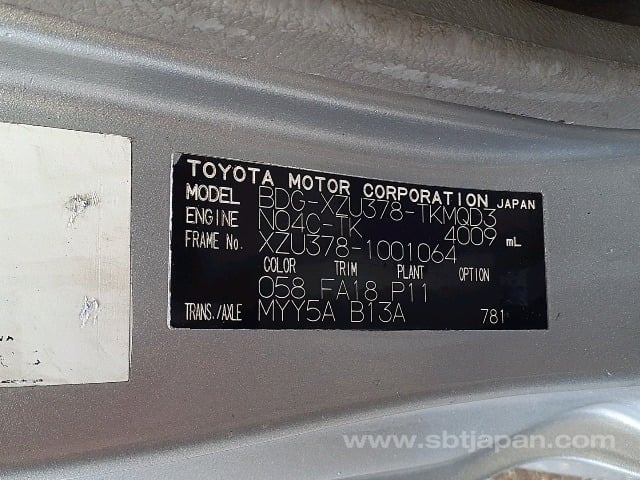 TOYOTA MOTOR CORPORATION JAPAN
MODEL BDG-XZU378-TKMQD3
ENGINE N04C-TK 4009 mL
FRAME No. XZU378-1001064
COLOR TRIM PLANT OPTION
058 FA18 P11
TRANS./AXLE MYY5A B13A 781
www.sbtjapan.com